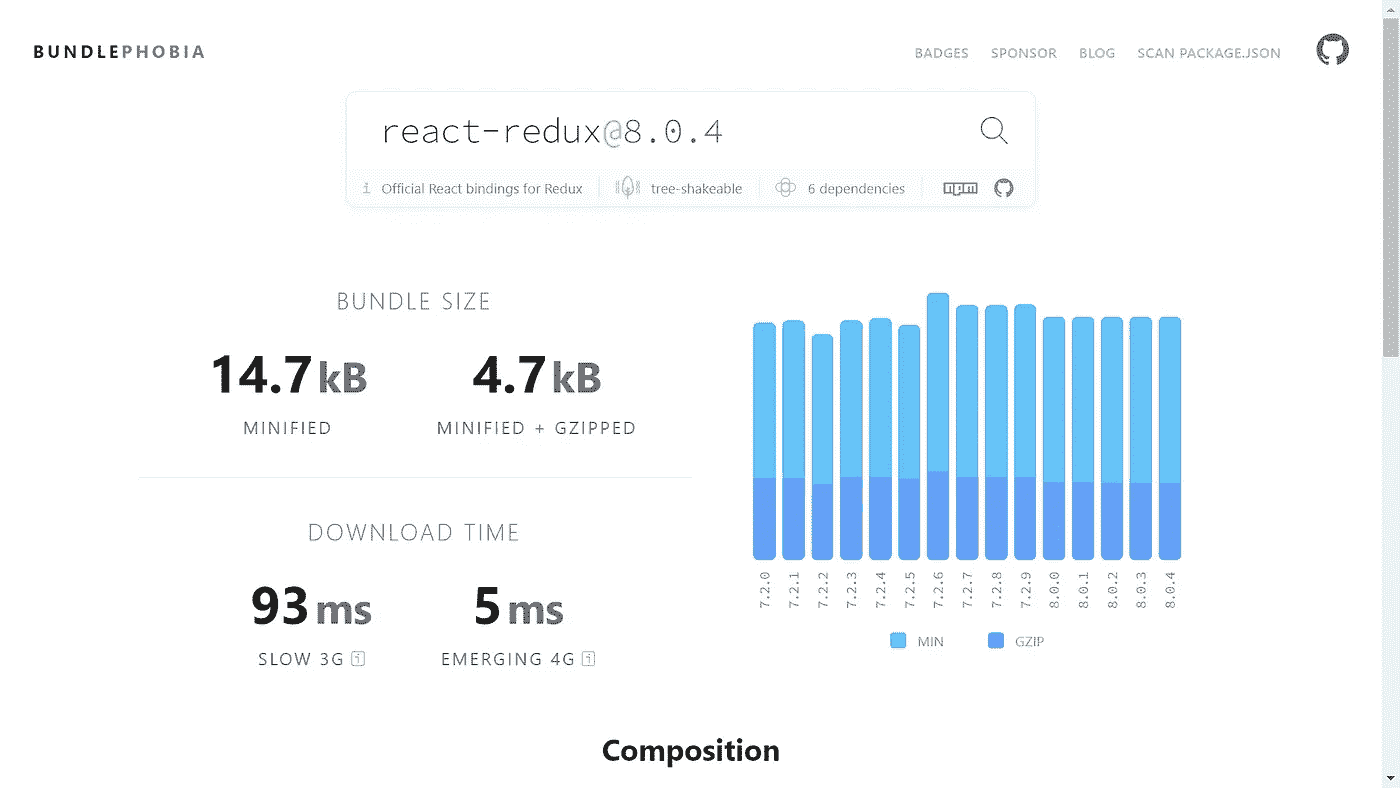 BUNDLEPHOBIA
BADGES SPONSOR BLOG SCAN PACKAGE.JSON
react-redux@8.0.4
i Official React bindings for Redux tree-shakeable 6 dependencies npm
BUNDLE SIZE
14.7 kB 4.7 kB
MINIFIED MINIFIED + GZIPPED
DOWNLOAD TIME
93 ms 5 ms
SLOW 3G i EMERGING 4G i
7.2.0 7.2.1 7.2.2 7.2.3 7.2.4 7.2.5 7.2.6 7.2.7 7.2.8 7.2.9 8.0.0 8.0.1 8.0.2 8.0.3 8.0.4
MIN GZIP
Composition